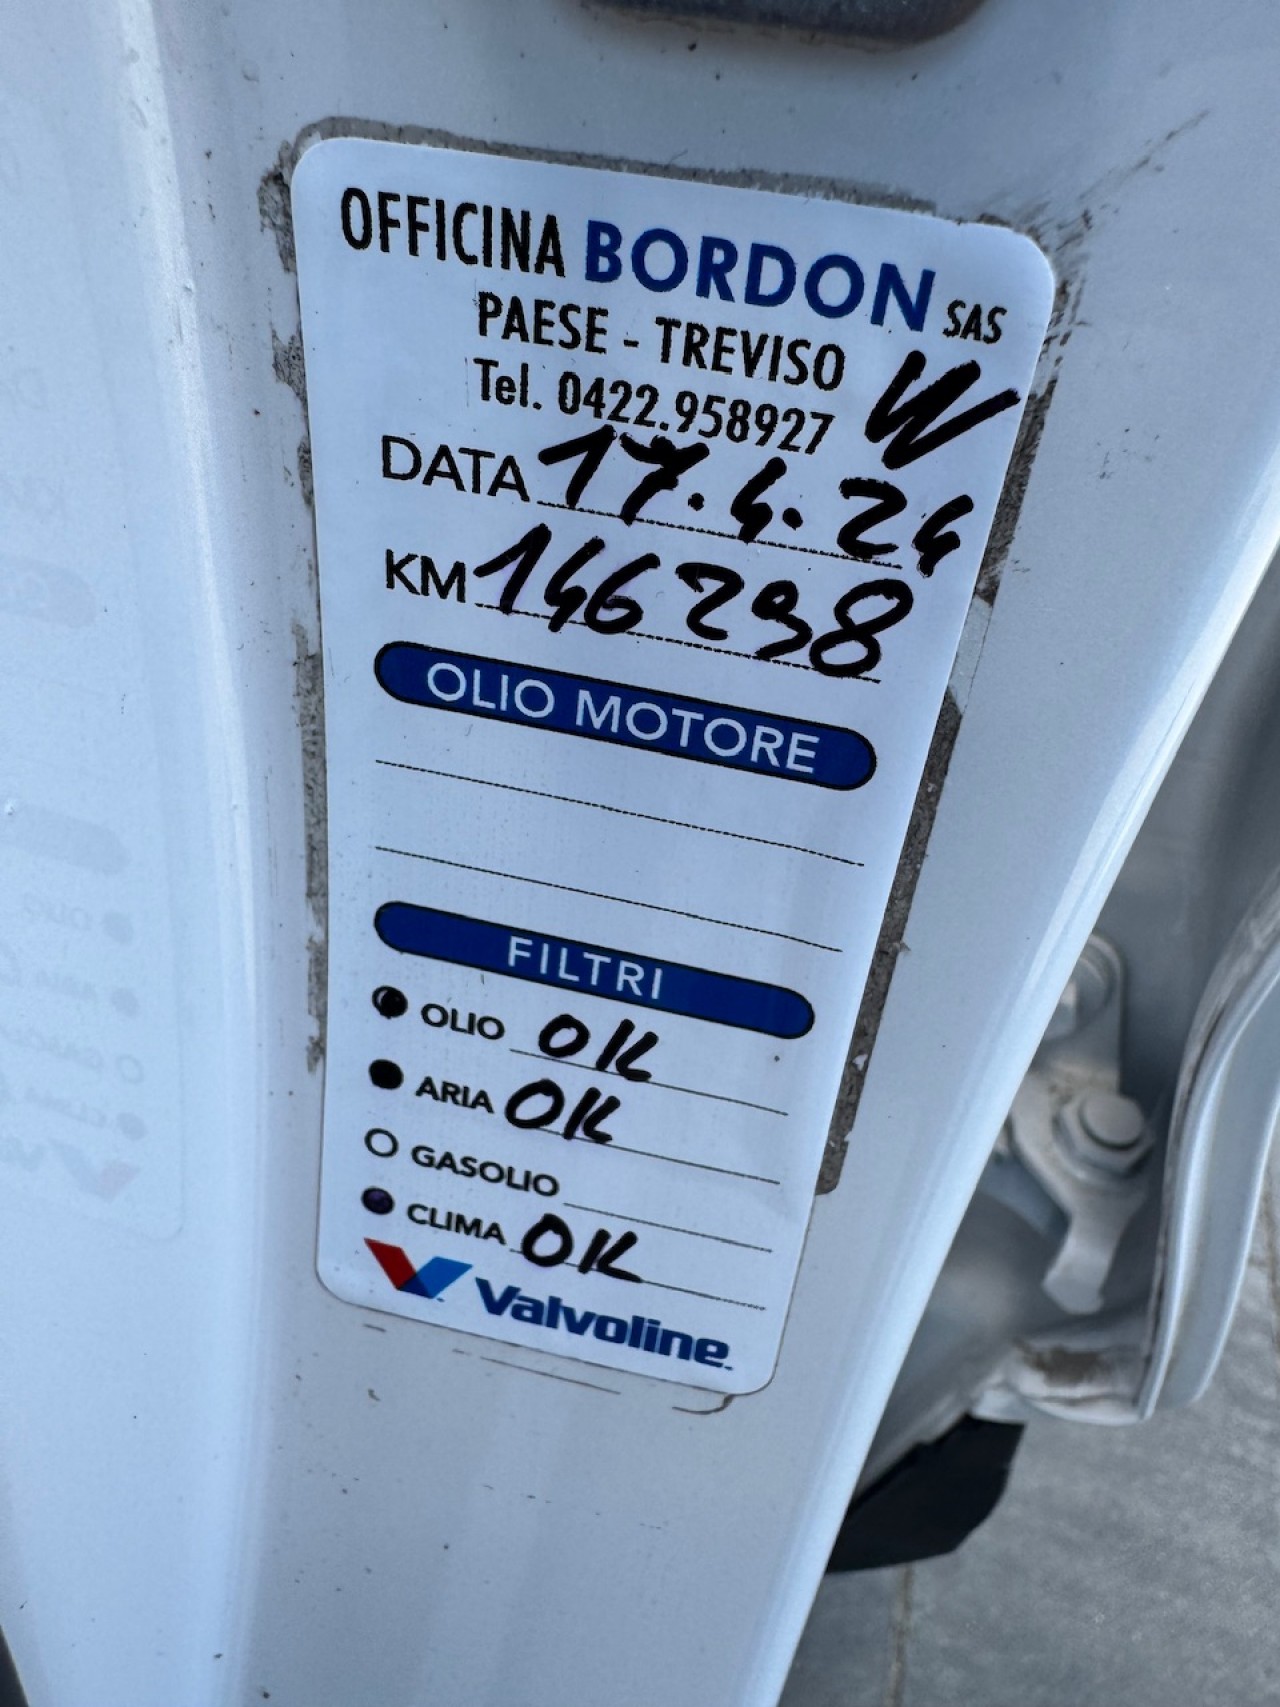 OFFICINA BORDON SAS
PAESE - TREVISO W
Tel. 0422.958927
DATA 17.4.24
KM 146298
OLIO MOTORE
FILTRI
OLIO OK
ARIA OK
GASOLIO
CLIMA OK
Valvoline